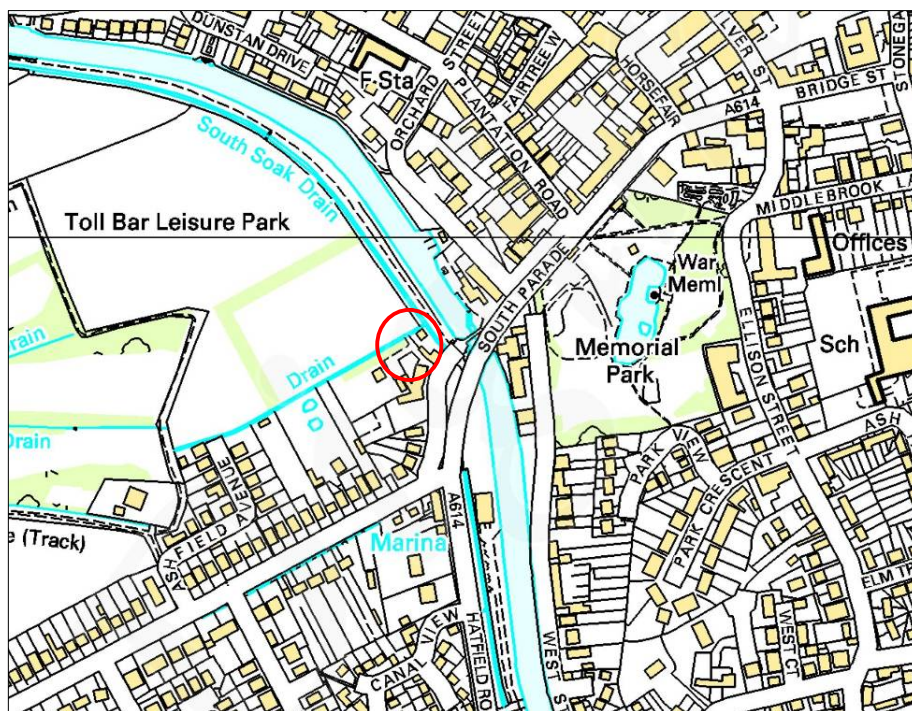 DUNSTAN DRIVE
F Sta
ORCHARD
STREET
PLANTATION ROAD
FAIRTREE W
HORSEFAIR
BRIDGE ST
A614
South Soak Drain
MIDDLEBROOK LA
Toll Bar Leisure Park
SOUTH PARADE
War
Meml
Offices
Memorial
Park
ELLISON STREET
Sch
Drain
Drain
Drain
PARK VIEW
PARK CRESCENT
ASH
ASHFIELD AVENUE
A614
Marina
e (Track)
CANAL VIEW
HATFIELD RO
WEST S
WEST CT
ELM TR